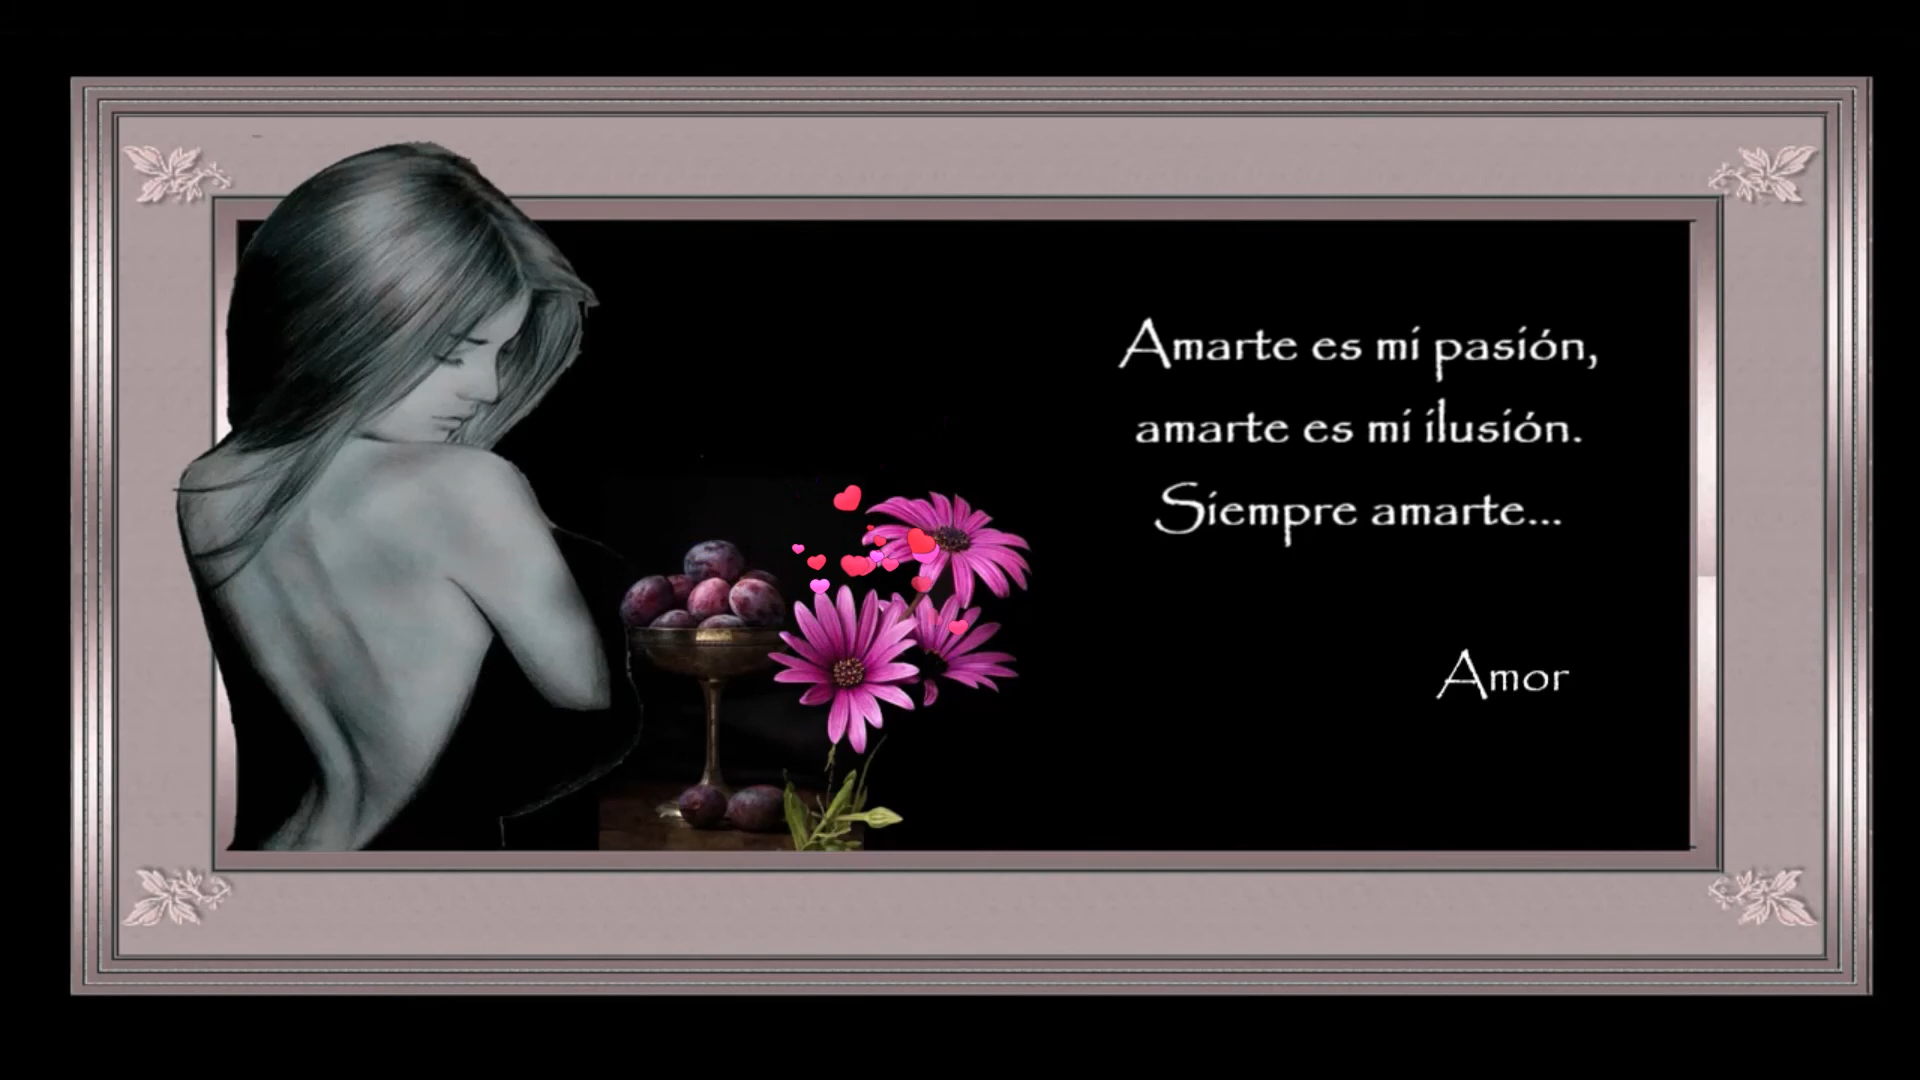 Amarte es mi pasión,
amarte es mi ilusión.
Siempre amarte...
Amor